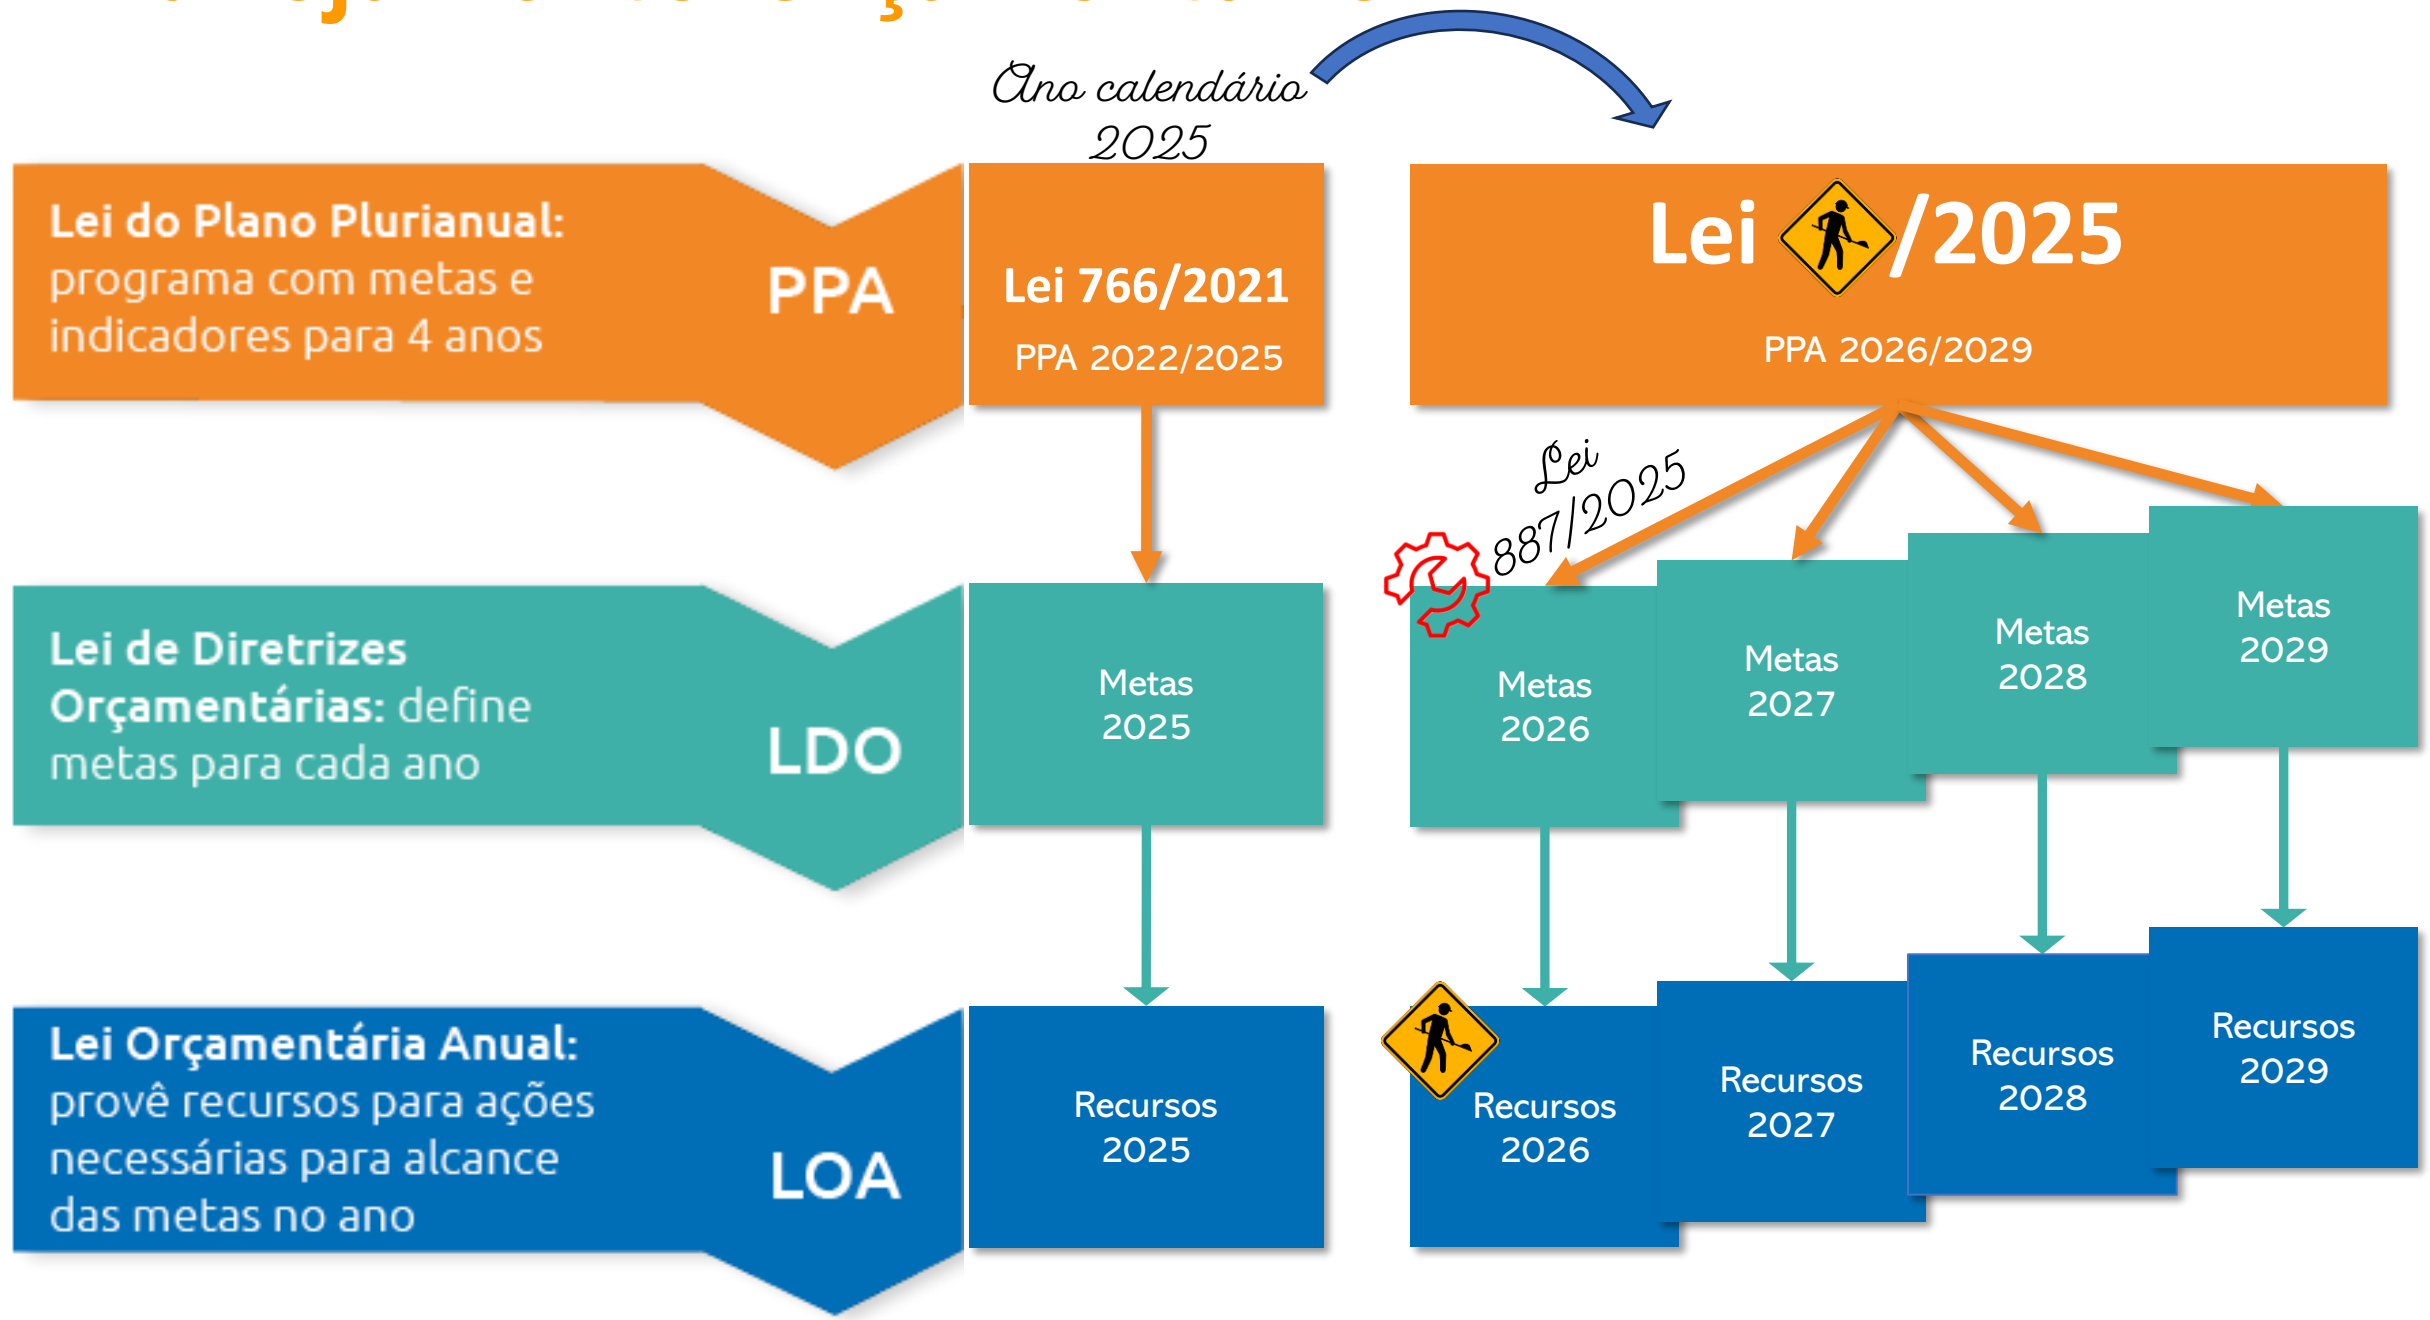 Ano calendário
2025
Lei do Plano Plurianual:
programa com metas e
indicadores para 4 anos
PPA
Lei 766/2021
PPA 2022/2025
Lei /2025
PPA 2026/2029
Lei
887/2025
Lei de Diretrizes
Orçamentárias: define
metas para cada ano
LDO
Metas
2025
Metas
2026
Metas
2027
Metas
2028
Metas
2029
Lei Orçamentária Anual:
provê recursos para ações
necessárias para alcance
das metas no ano
LOA
Recursos
2025
Recursos
2026
Recursos
2027
Recursos
2028
Recursos
2029